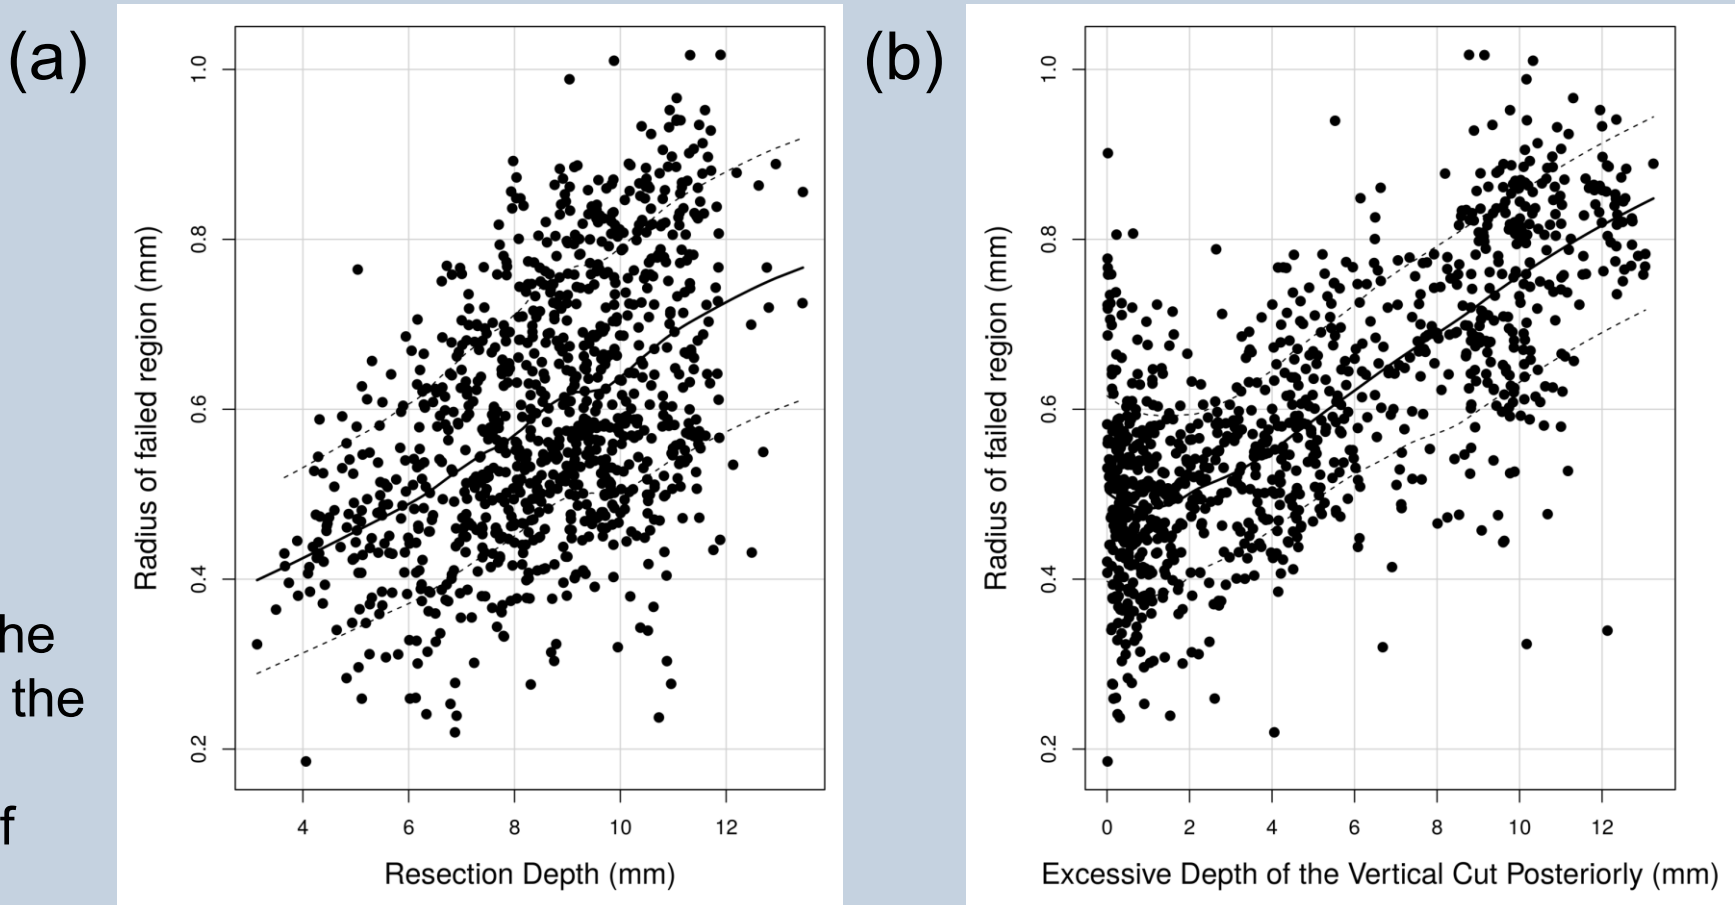 (a)
1.0
0.8
0.6
0.4
0.2
Radius of failed region (mm)
4 6 8 10 12
Resection Depth (mm)
(b)
1.0
0.8
0.6
0.4
0.2
Radius of failed region (mm)
0 2 4 6 8 10 12
Excessive Depth of the Vertical Cut Posteriorly (mm)
the
f